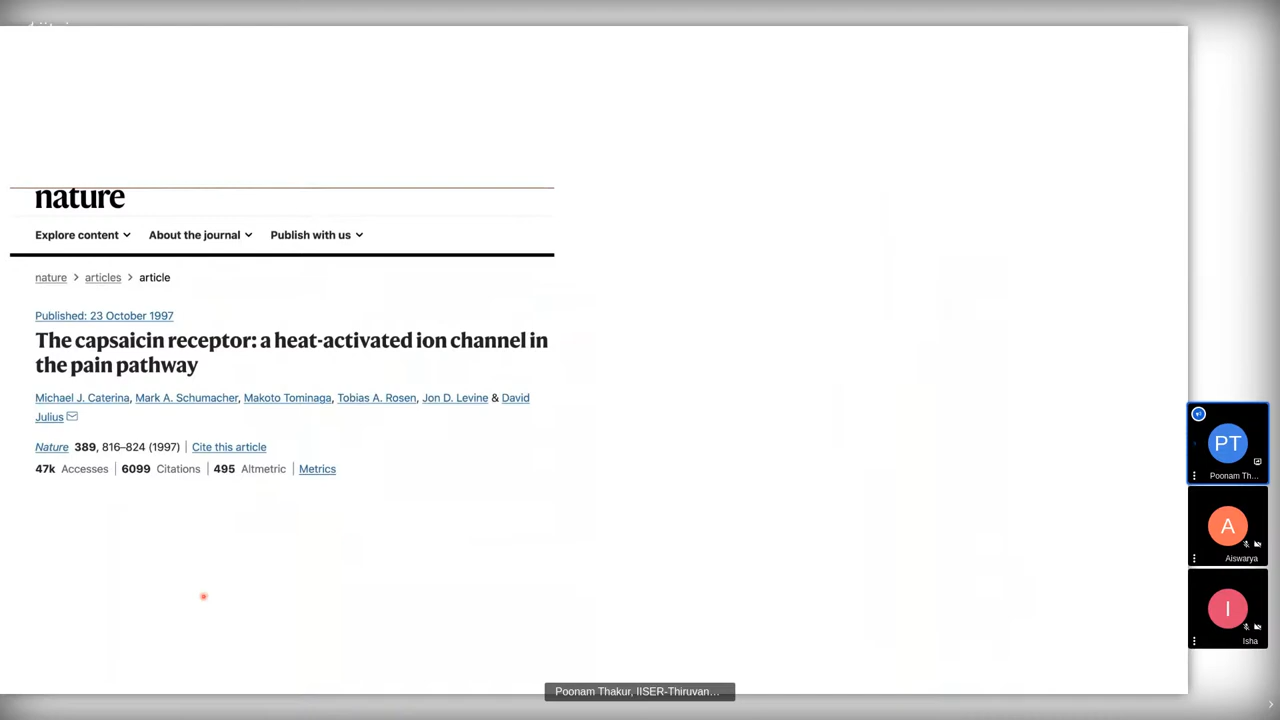 nature
Explore content
About the journal
Publish with us
nature > articles > article
Published: 23 October 1997
The capsaicin receptor: a heat-activated ion channel in
the pain pathway
Michael J. Caterina, Mark A. Schumacher, Makoto Tominaga, Tobias A. Rosen, Jon D. Levine & David
Julius
Nature 389, 816–824 (1997) | Cite this article
47k Accesses | 6099 Citations | 495 Altmetric | Metrics
PT
Poonam Th...
A
Aiswarya
I
Isha
Poonam Thakur, IISER-Thiruvan...